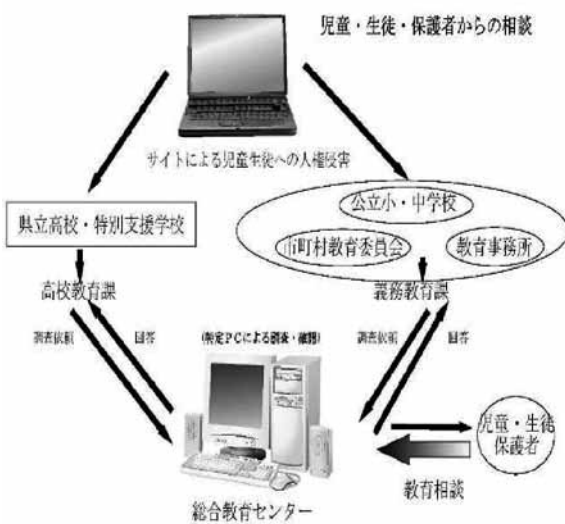 児童・生徒・保護者からの相談
サイトによる児童生徒への人権侵害
県立高校・特別支援学校
公立小・中学校
市町村教育委員会
教育事務所
高校教育課
義務教育課
調査依頼
回答
(特定PCによる調査・確認)
調査依頼
回答
児童・生徒
保護者
教育相談
総合教育センター